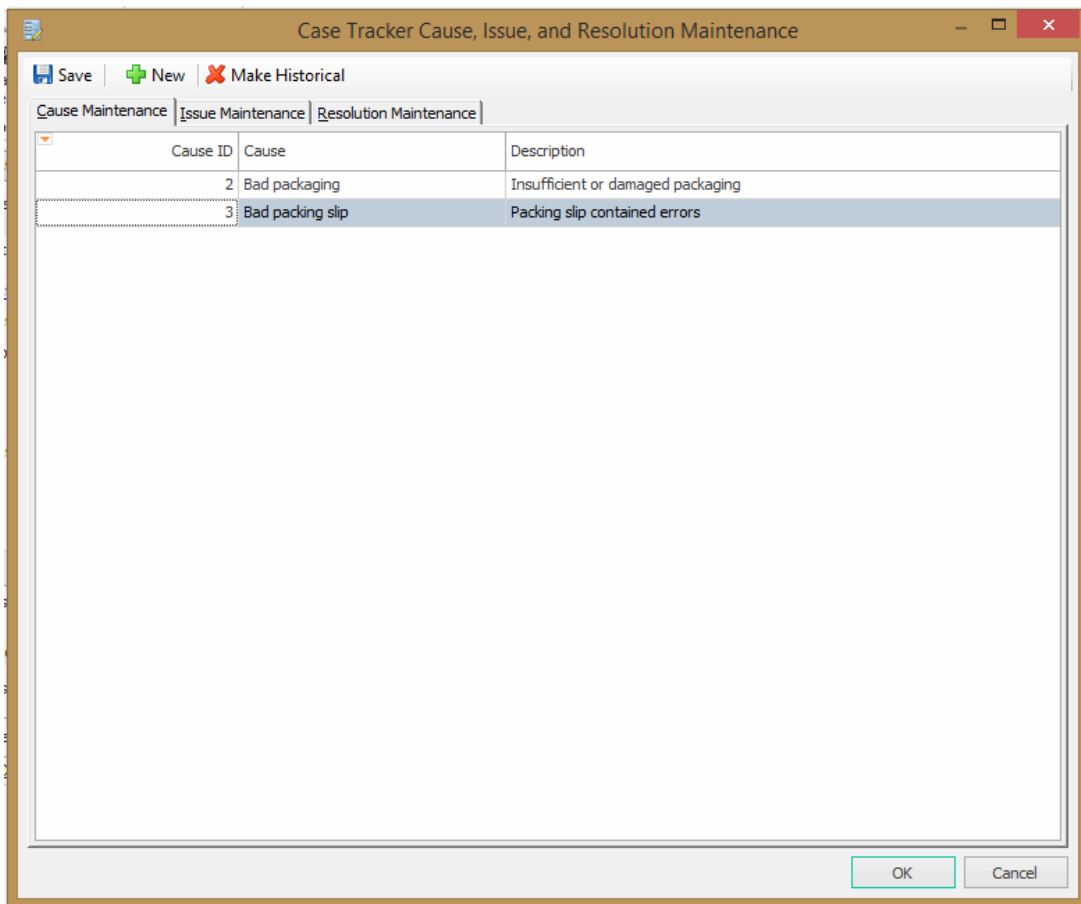 Case Tracker Cause, Issue, and Resolution Maintenance
Save New Make Historical
Cause Maintenance Issue Maintenance Resolution Maintenance
Cause ID Cause Description
2 Bad packaging Insufficient or damaged packaging
3 Bad packing slip Packing slip contained errors
OK Cancel